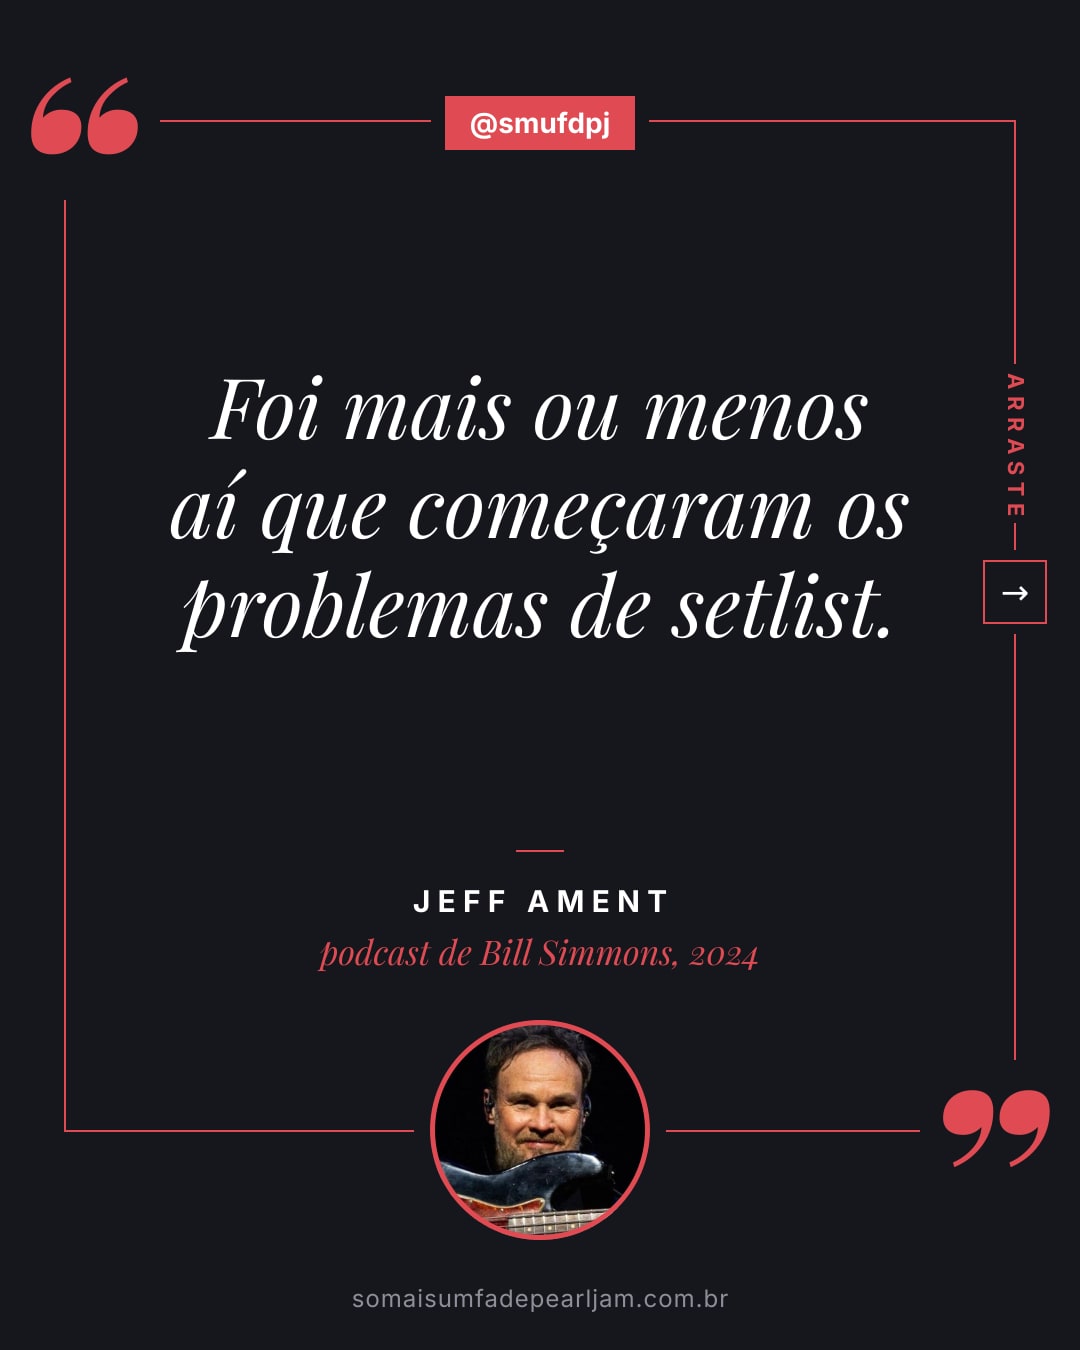 @smufdpj
Foi mais ou menos
aí que começaram os
problemas de setlist.
ARRASTE
→
JEFF AMENT
podcast de Bill Simmons, 2024
somaisumfadepearljam.com.br